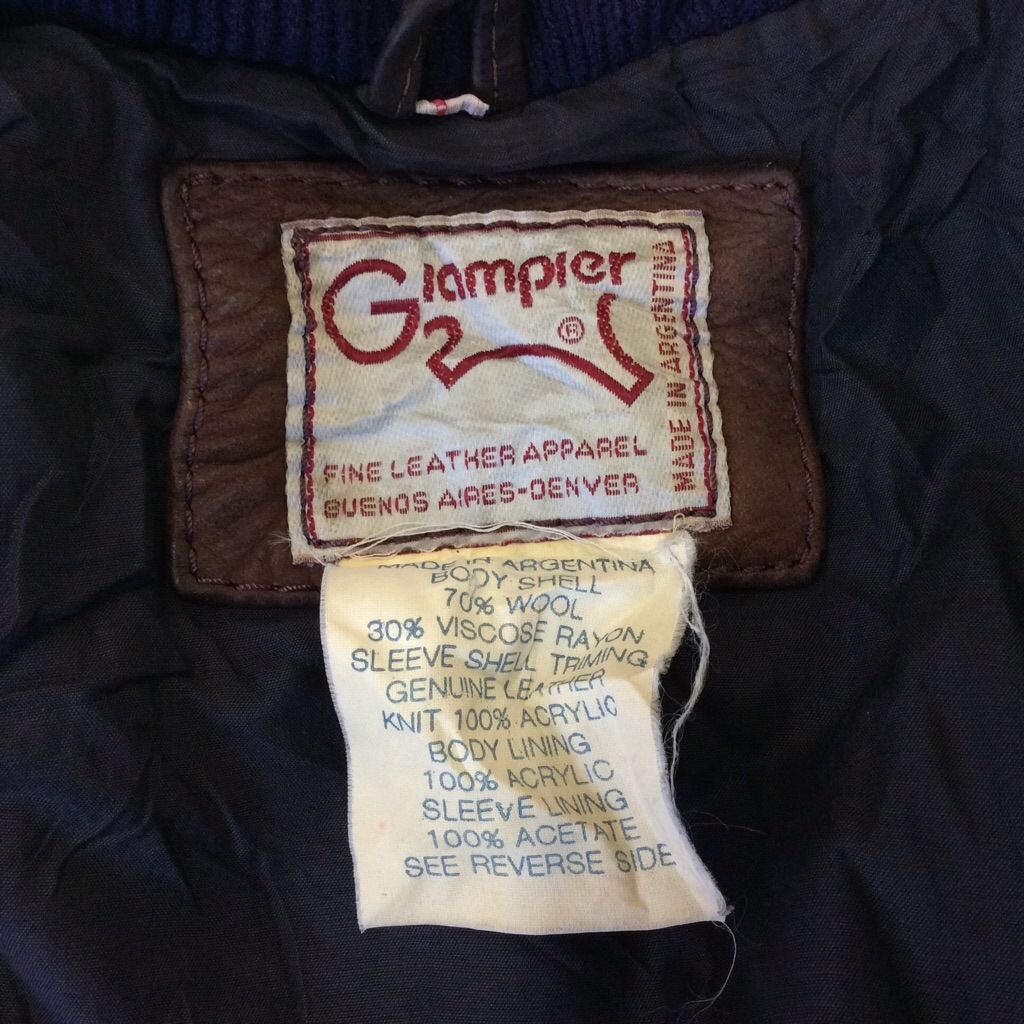 Giampier
®
MADE IN ARGENTINA
FINE LEATHER APPAREL
BUENOS AIRES-DENVER
MADE IN ARGENTINA
BODY SHELL
70% WOOL
30% VISCOSE RAYON
SLEEVE SHELL TRIMING
GENUINE LEATHER
KNIT 100% ACRYLIC
BODY LINING
100% ACRYLIC
SLEEVE LINING
100% ACETATE
SEE REVERSE SIDE